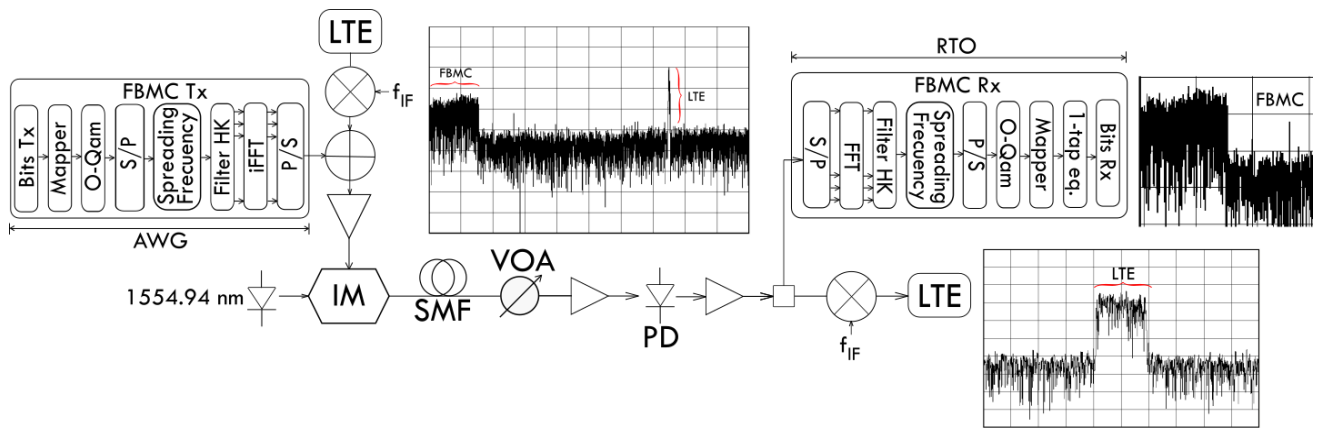 LTE
f_IF
FBMC Tx
Bits Tx
Mapper
O-Qam
S/P
Spreading
Frecuency
Filter HK
iFFT
P/S
AWG
FBMC
LTE
RTO
FBMC Rx
S/P
FFT
Filter HK
Spreading
Frecuency
P/S
O-Qam
Mapper
1-tap eq.
Bits Rx
FBMC
1554.94 nm
IM
SMF
VOA
PD
f_IF
LTE
LTE